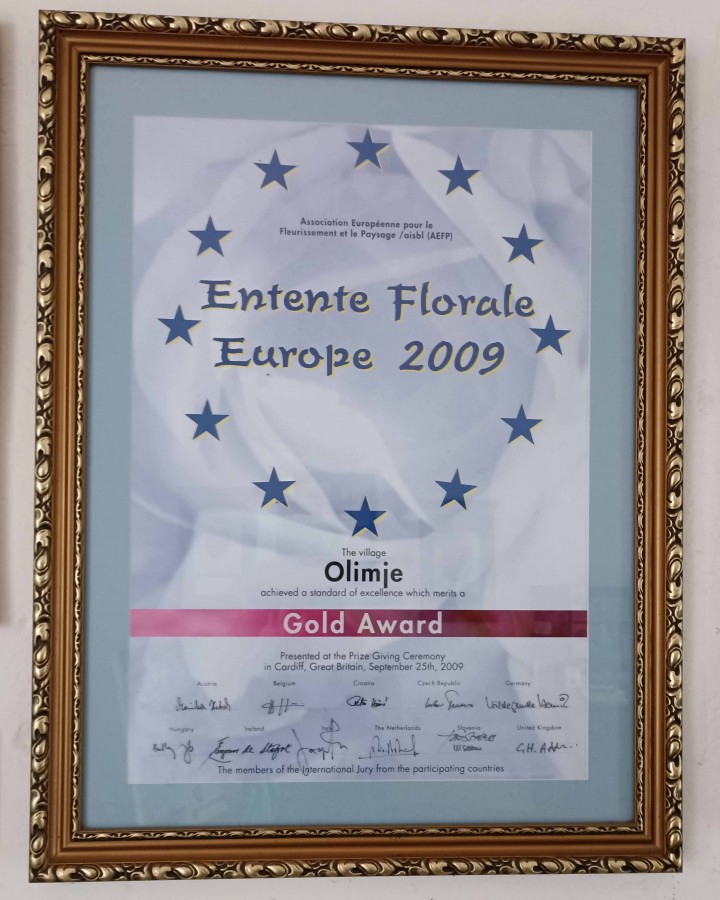 Association Européenne pour le
Fleurissement et le Paysage /aisbl (AEFP)
Entente Florale
Europe 2009
The village
Olimje
achieved a standard of excellence which merits a
Gold Award
Presented at the Prize Giving Ceremony
in Cardiff, Great Britain, September 25th, 2009
Austria Belgium Croatia Czech Republic Germany
Hungary Ireland Italy The Netherlands Slovenia United Kingdom
The members of the International Jury from the participating countries